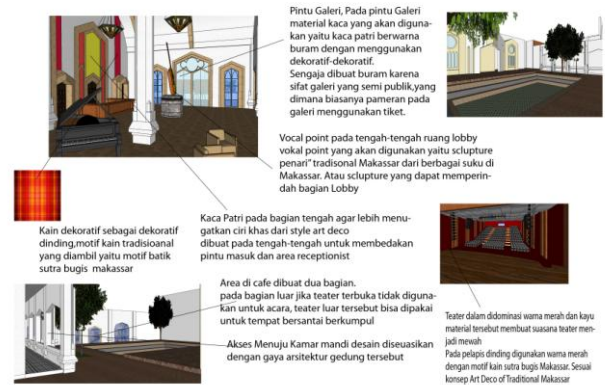 Pintu Galeri, Pada pintu Galeri
material kaca yang akan diguna-
kan yaitu kaca patri berwarna
buram dengan menggunakan
dekoratif-dekoratif.
Sengaja dibuat buram karena
sifat galeri yang semi publik,yang
dimana biasanya pameran pada
galeri menggunakan tiket.
Vocal point pada tengah-tengah ruang lobby
vokal point yang akan digunakan yaitu sclupture
penari" tradisonal Makassar dari berbagai suku di
Makassar. Atau sclupture yang dapat memperin-
dah bagian Lobby
Kain dekoratif sebagai dekoratif
dinding,motif kain tradisioanal
yang diambil yaitu motif batik
sutra bugis makassar
Kaca Patri pada bagian tengah agar lebih menu-
gatkan ciri khas dari style art deco
dibuat pada tengah-tengah untuk membedakan
pintu masuk dan area receptionist
Area di cafe dibuat dua bagian.
pada bagian luar jika teater terbuka tidak diguna-
kan untuk acara, teater luar tersebut bisa dipakai
untuk tempat bersantai berkumpul
Akses Menuju Kamar mandi desain diseuasikan
dengan gaya arsitektur gedung tersebut
Teater dalam didominasi warna merah dan kayu
material tersebut membuat suasana teater men-
jadi mewah
Pada pelapis dinding digunakan warna merah
dengan motif kain sutra bugis Makassar. Sesuai
konsep Art Deco of Traditional Makassar